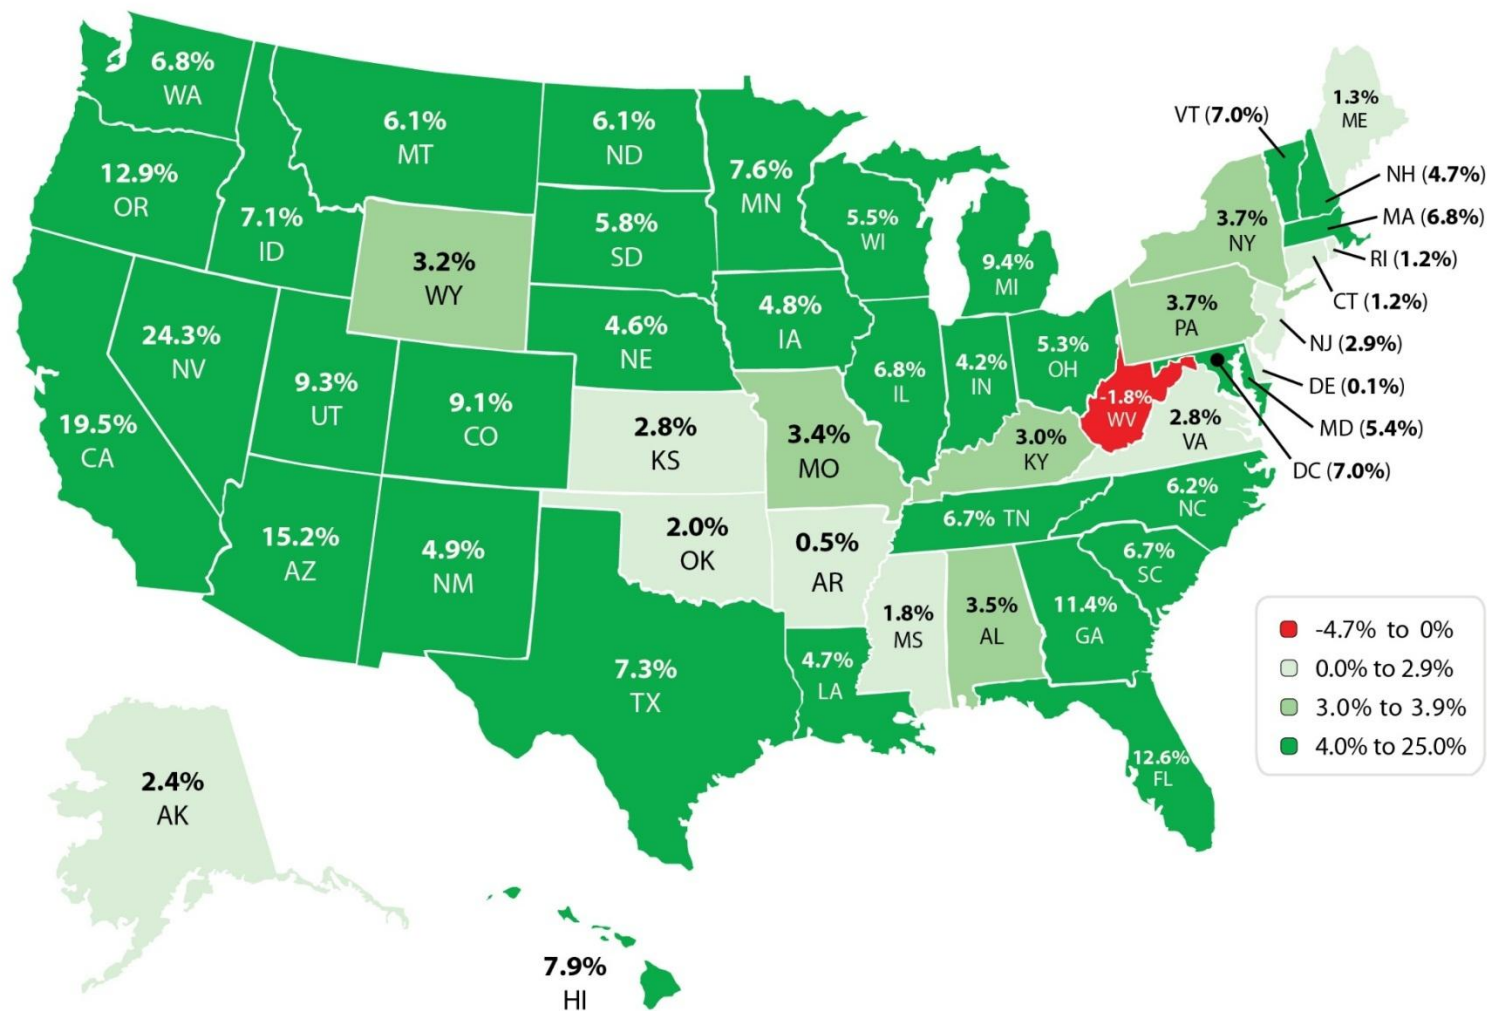 6.8%
WA
12.9%
OR
7.1%
ID
6.1%
MT
3.2%
WY
6.1%
ND
5.8%
SD
4.6%
NE
7.6%
MN
4.8%
IA
5.5%
WI
9.4%
MI
24.3%
NV
19.5%
CA
9.3%
UT
9.1%
CO
15.2%
AZ
4.9%
NM
2.8%
KS
2.0%
OK
7.3%
TX
3.4%
MO
0.5%
AR
4.7%
LA
6.8%
IL
4.2%
IN
5.3%
OH
3.0%
KY
6.7% TN
1.8%
MS
3.5%
AL
11.4%
GA
12.6%
FL
6.7%
SC
6.2%
NC
2.8%
VA
-1.8%
WV
3.7%
PA
3.7%
NY
1.3%
ME
VT (7.0%)
NH (4.7%)
MA (6.8%)
RI (1.2%)
CT (1.2%)
NJ (2.9%)
DE (0.1%)
MD (5.4%)
DC (7.0%)
2.4%
AK
7.9%
HI
-4.7% to 0%
0.0% to 2.9%
3.0% to 3.9%
4.0% to 25.0%